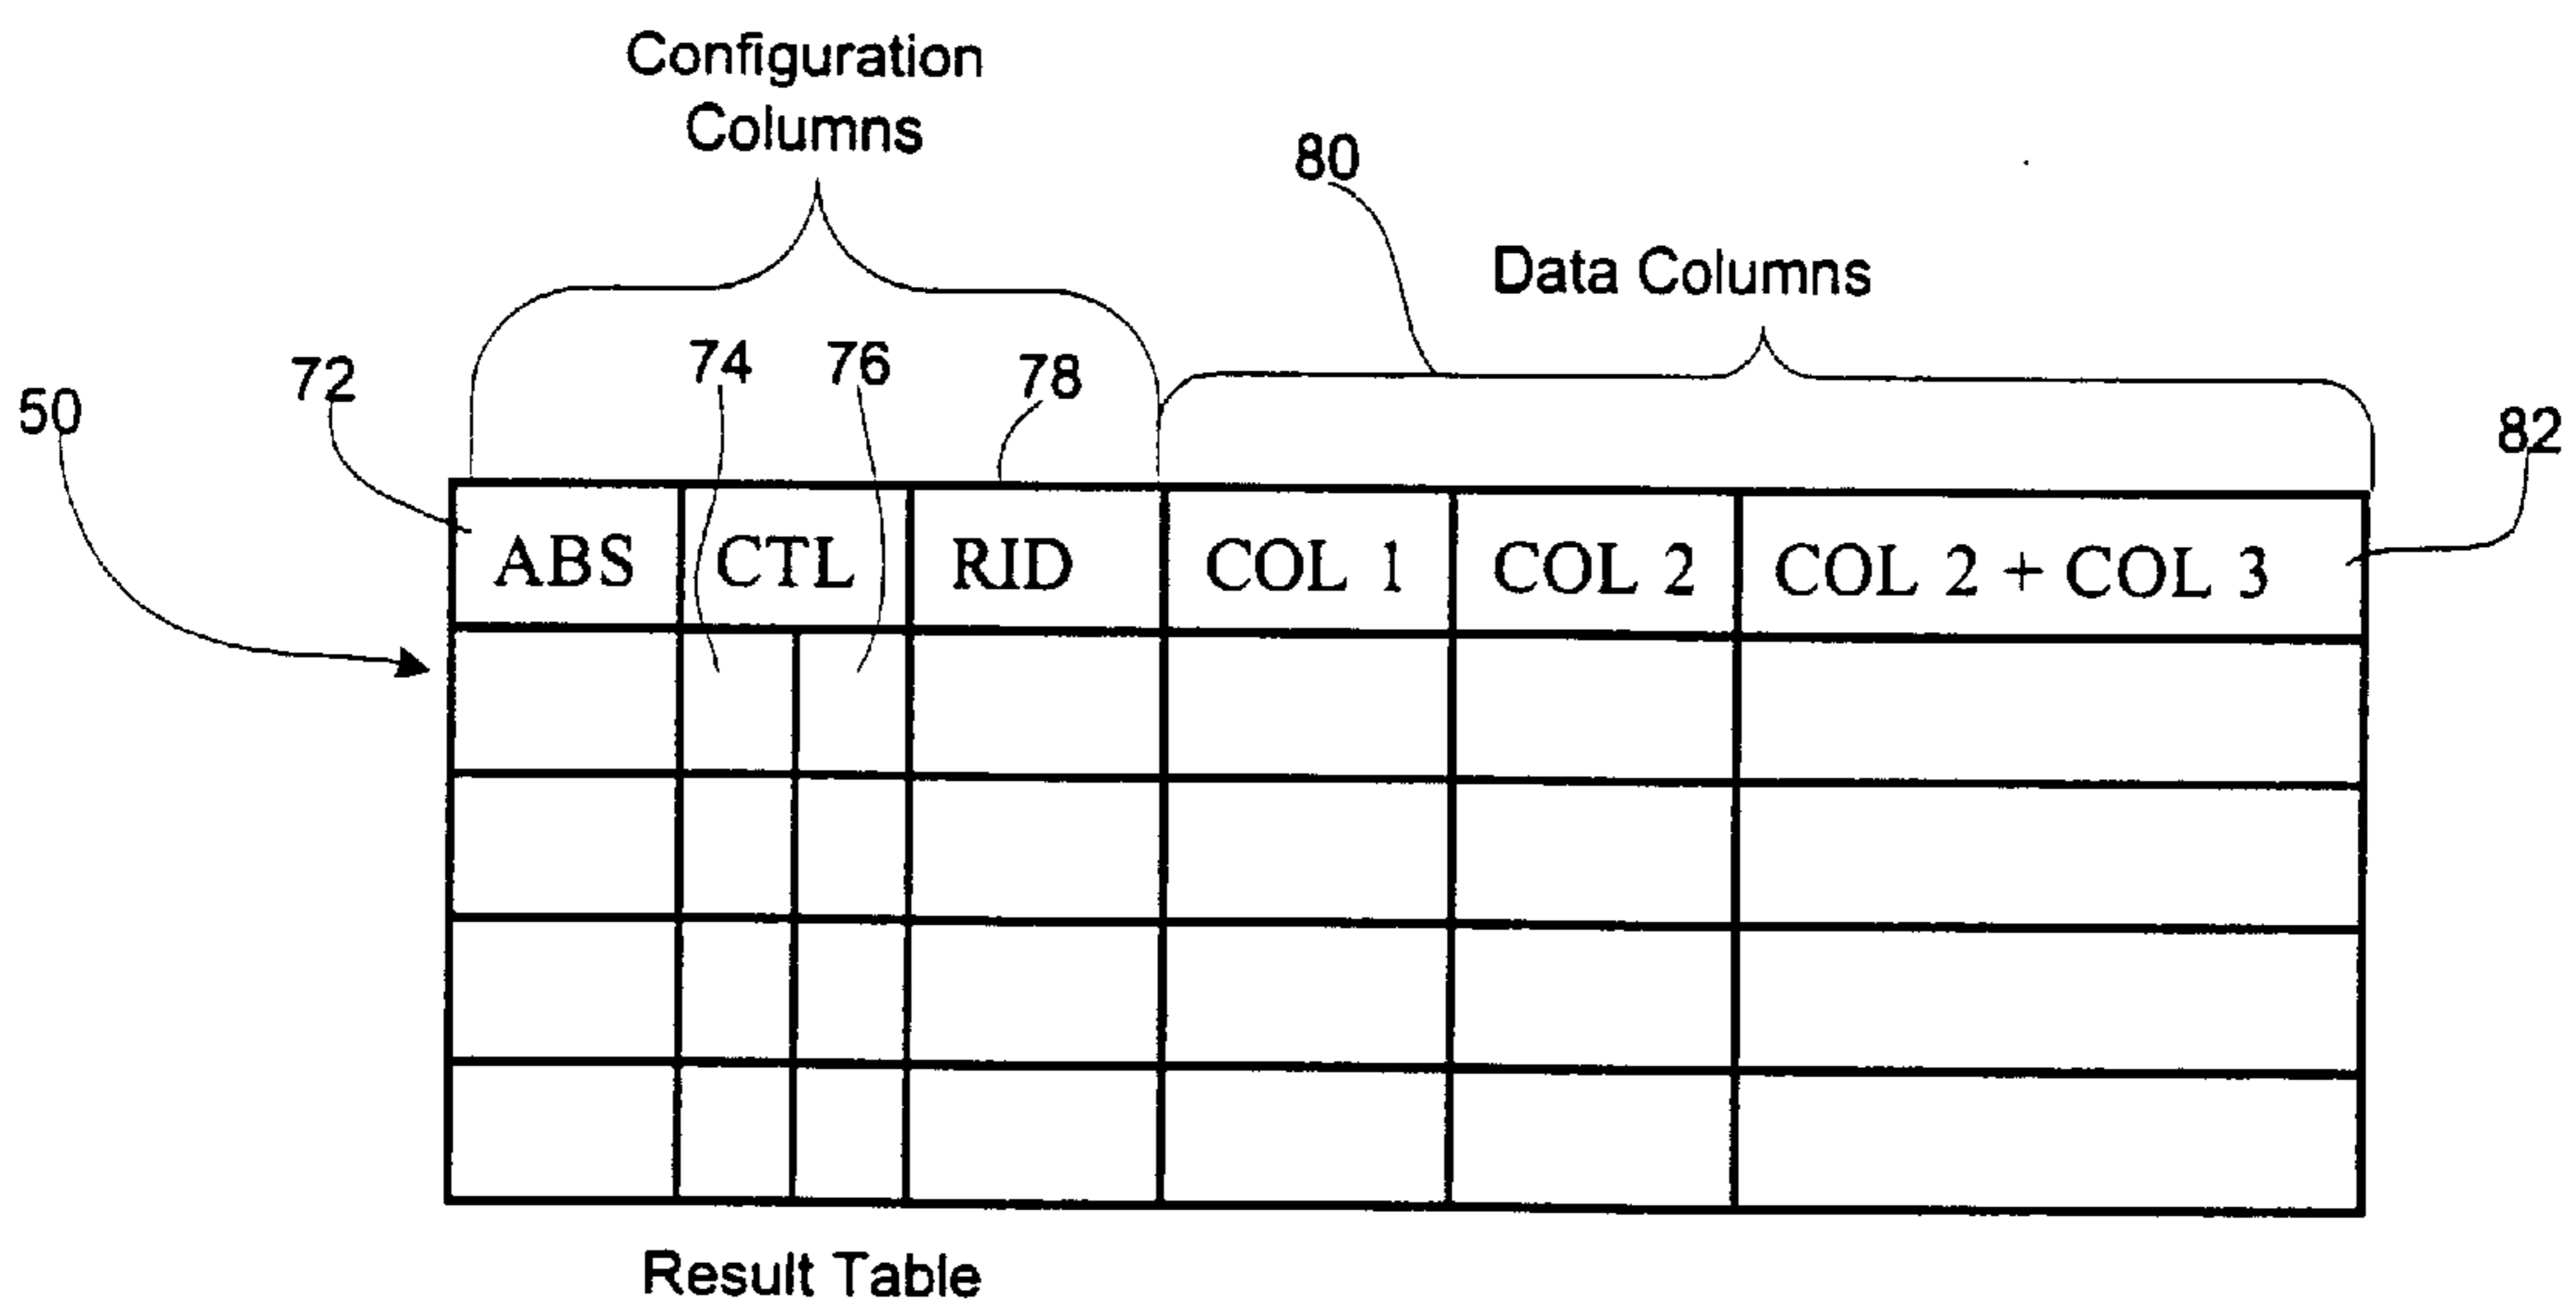 Configuration
Columns
80
Data Columns
74 76 78
72
50
82
ABS CTL RID COL 1 COL 2 COL 2 + COL 3
Result Table